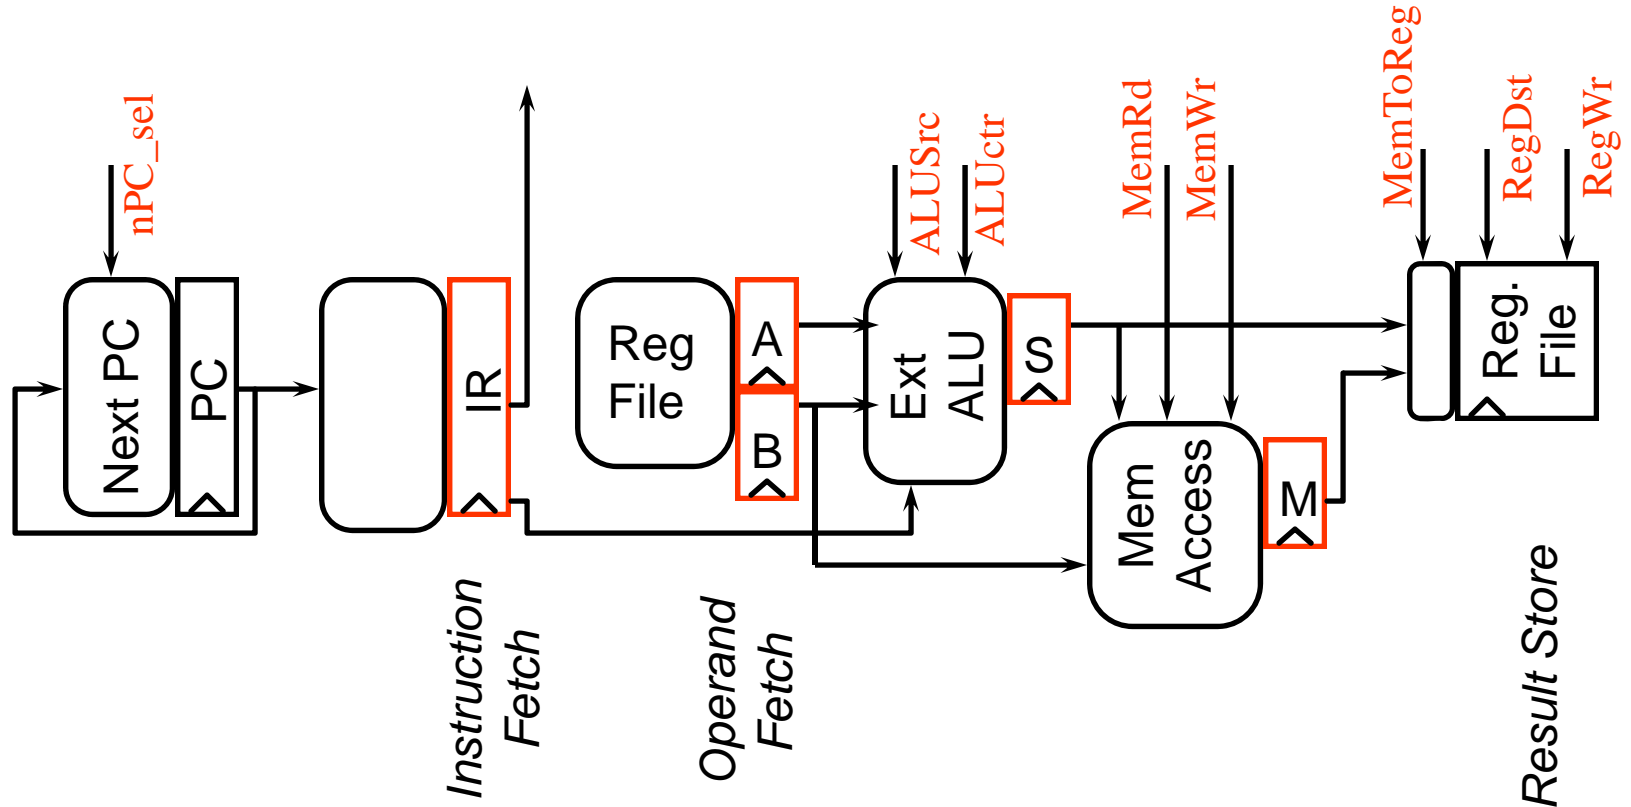 nPC_sel
Next PC
PC
IR
Reg
File
A
B
ALUSrc
ALUctr
Ext
ALU
S
MemRd
MemWr
Mem
Access
M
MemToReg
RegDst
RegWr
Reg.
File
Instruction
Fetch
Operand
Fetch
Result Store